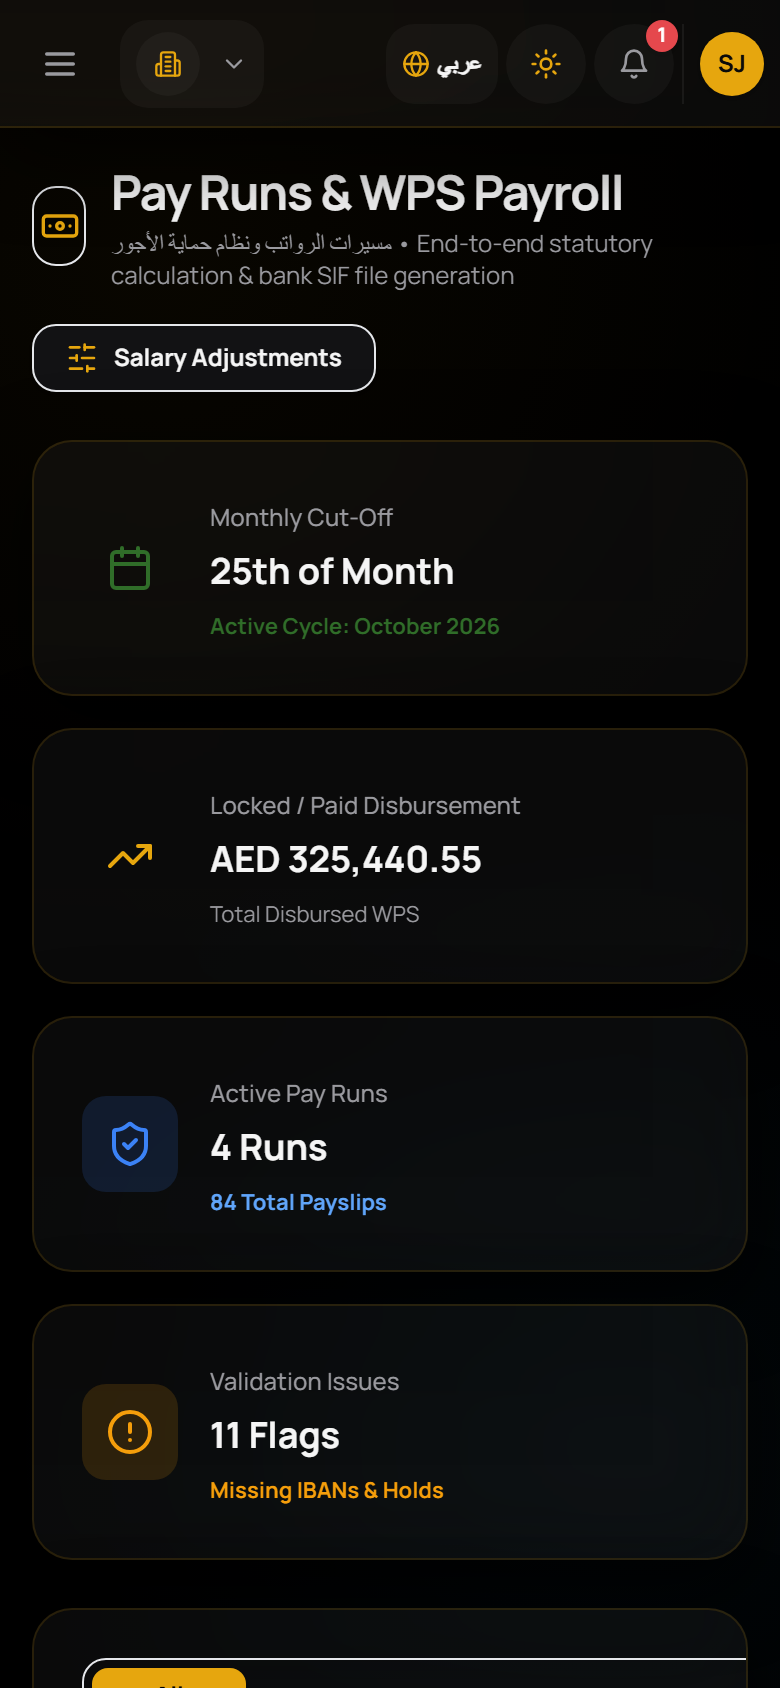 عربي
1
SJ
Pay Runs & WPS Payroll
مسيرات الرواتب ونظام حماية الأجور • End-to-end statutory
calculation & bank SIF file generation
Salary Adjustments
Monthly Cut-Off
25th of Month
Active Cycle: October 2026
Locked / Paid Disbursement
AED 325,440.55
Total Disbursed WPS
Active Pay Runs
4 Runs
84 Total Payslips
Validation Issues
11 Flags
Missing IBANs & Holds